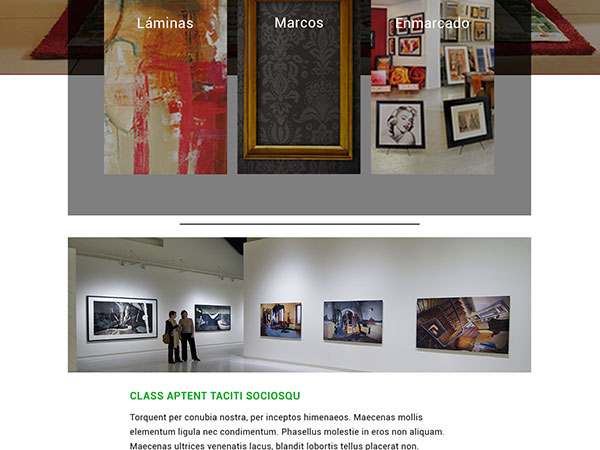 Láminas
Marcos
Enmarcado
CLASS APTENT TACITI SOCIOSQU
Torquent per conubia nostra, per inceptos himenaeos. Maecenas mollis
elementum ligula nec condimentum. Phasellus molestie in eros non aliquam.
Maecenas ultrices venenatis lacus, blandit lobortis tellus placerat non.